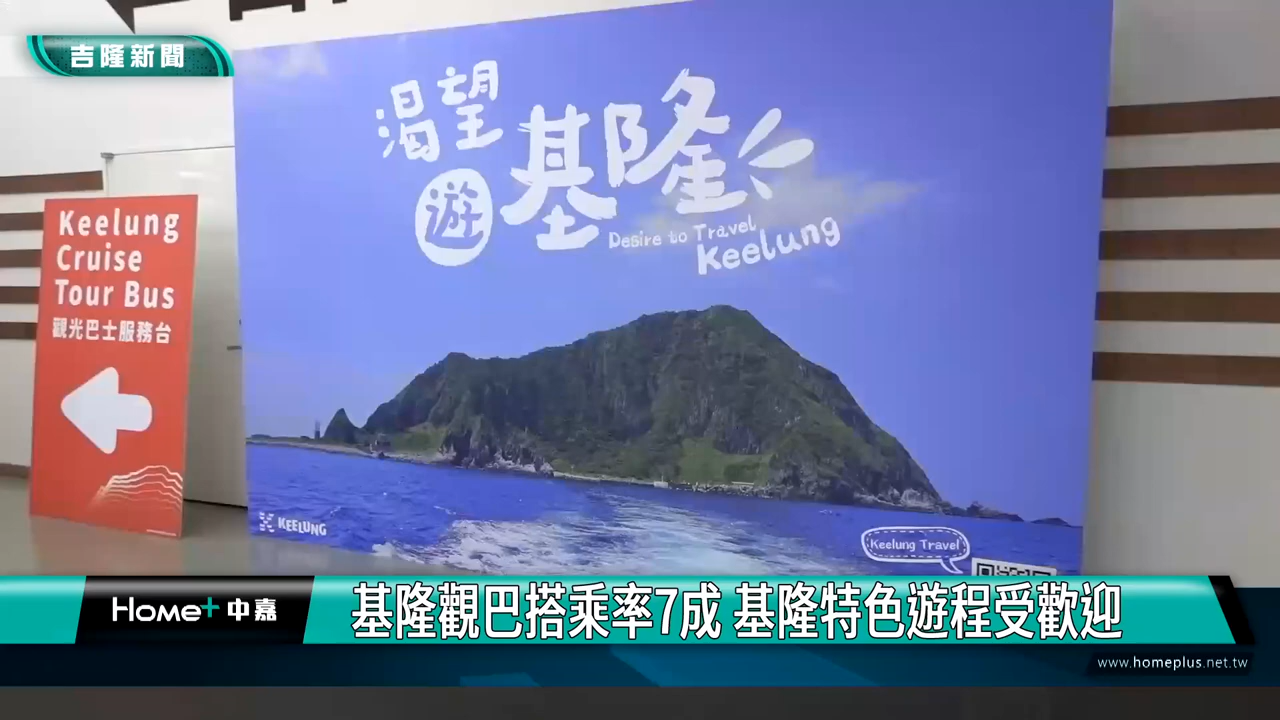 吉隆新聞
渴望
遊基隆
Desire to Travel
Keelung
Keelung
Cruise
Tour Bus
觀光巴士服務台
KEELUNG
Keelung Travel
Home+中嘉
基隆觀巴搭乘率7成 基隆特色遊程受歡迎
www.homeplus.net.tw